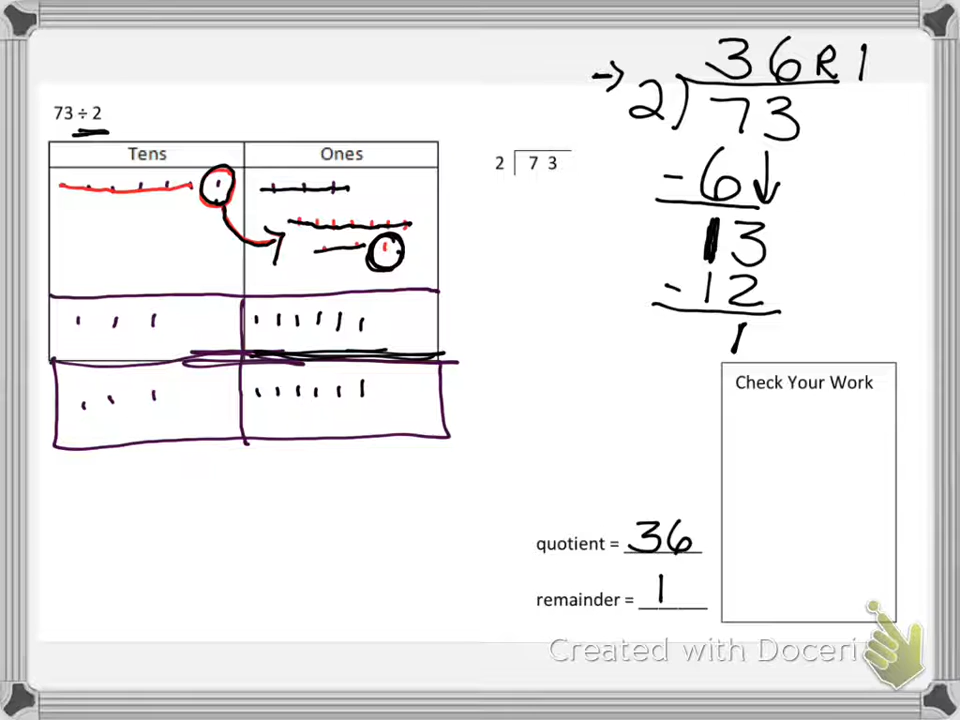 73 ÷ 2
Tens Ones
2 7 3
36 R 1
→ 2 ) 73
- 6 ↓
13
- 12
1
Check Your Work
quotient = 36
remainder = 1
Created with Doceri